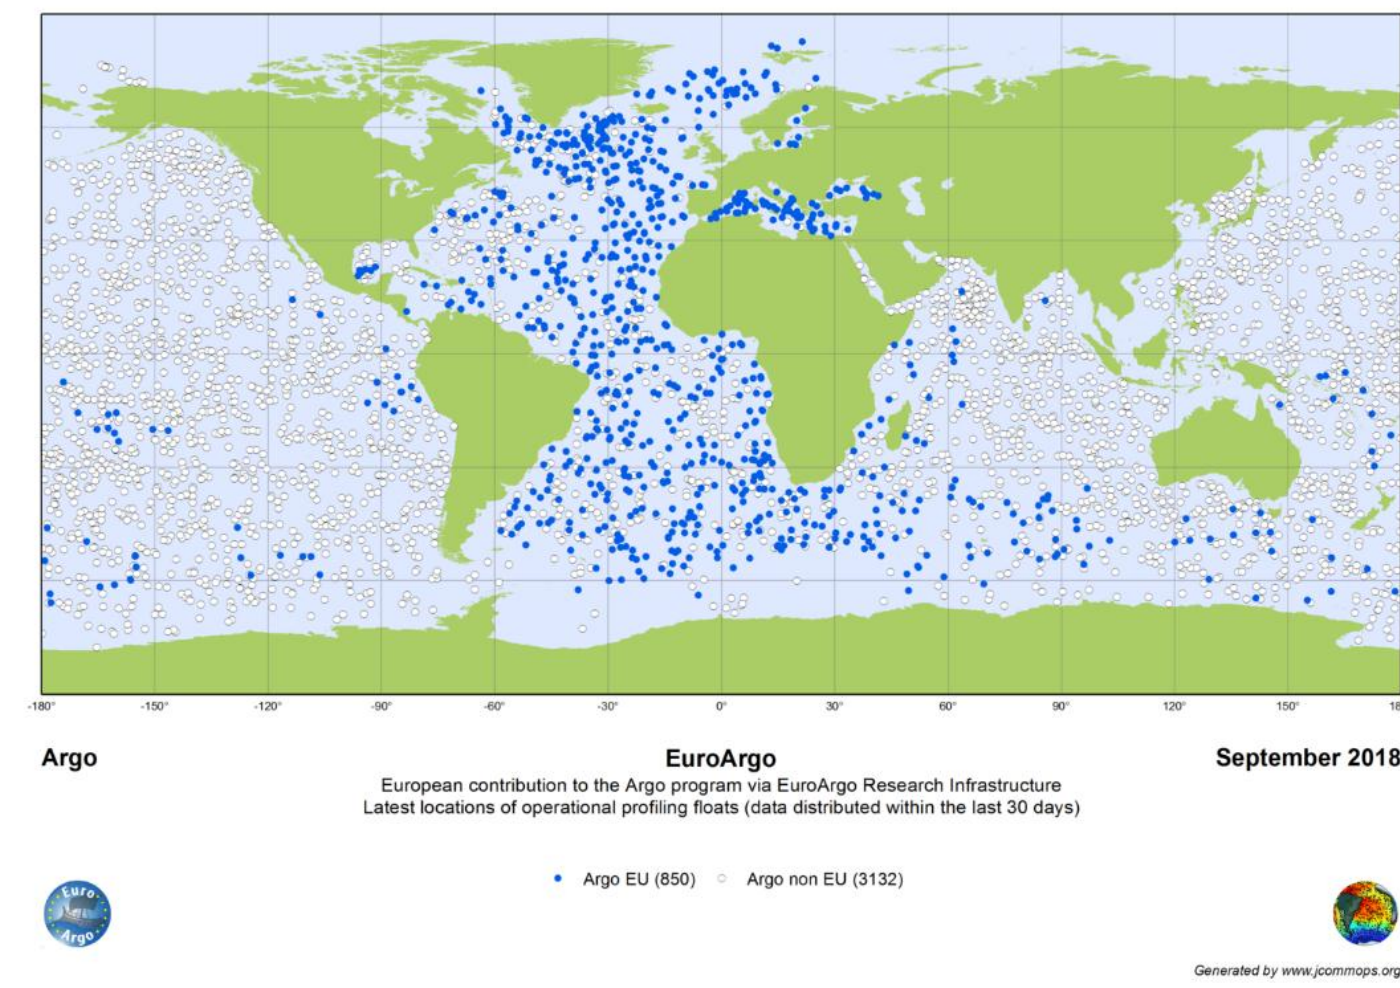 -180° -150° -120° -90° -60° -30° 0° 30° 60° 90° 120° 150° 18
Argo EuroArgo September 2018
European contribution to the Argo program via EuroArgo Research Infrastructure
Latest locations of operational profiling floats (data distributed within the last 30 days)
Argo EU (850) Argo non EU (3132)
Euro
Argo
Generated by www.jcommops.org